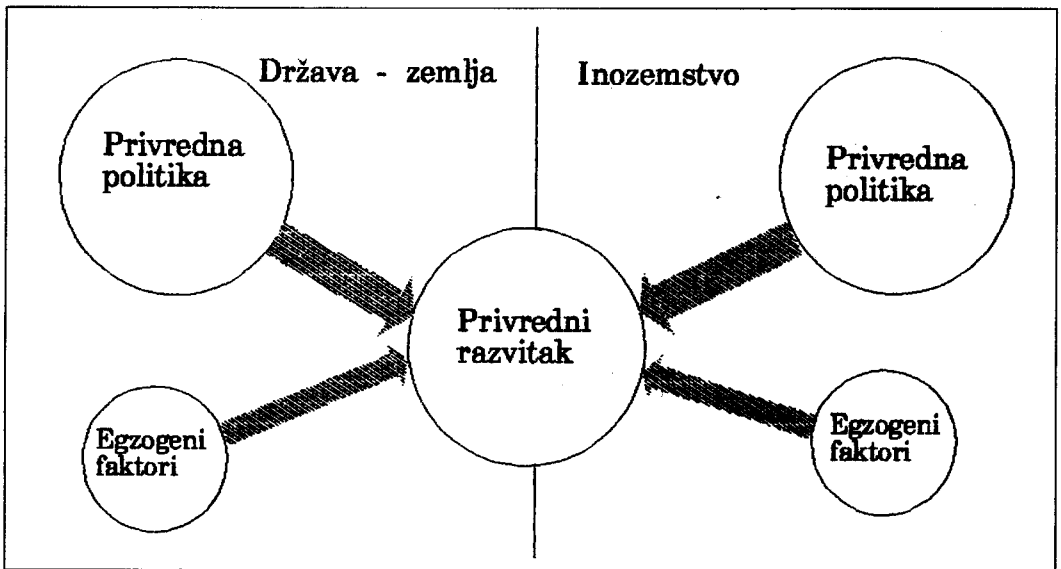 Država - zemlja
Inozemstvo
Privredna
politika
Privredna
politika
Privredni
razvitak
Egzogeni
faktori
Egzogeni
faktori